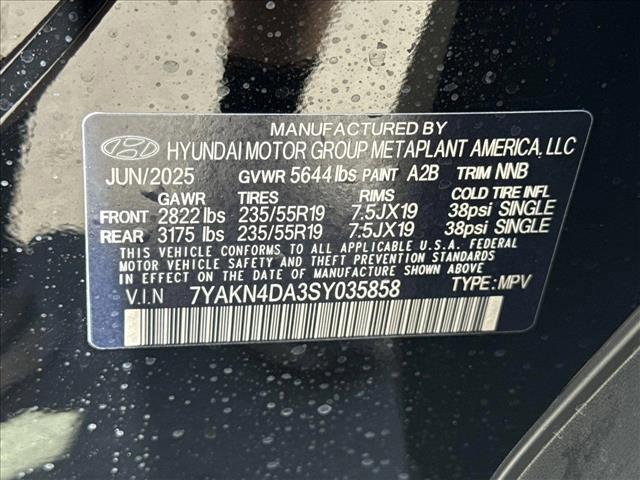 MANUFACTURED BY
HYUNDAI MOTOR GROUP METAPLANT AMERICA, LLC
JUN/2025 GVWR 5644 lbs PAINT A2B TRIM NNB
GAWR TIRES RIMS COLD TIRE INFL
FRONT 2822 lbs 235/55R19 7.5JX19 38psi SINGLE
REAR 3175 lbs 235/55R19 7.5JX19 38psi SINGLE
THIS VEHICLE CONFORMS TO ALL APPLICABLE U.S.A. FEDERAL
MOTOR VEHICLE SAFETY AND THEFT PREVENTION STANDARDS
IN EFFECT ON THE DATE OF MANUFACTURE SHOWN ABOVE.
V.I.N 7YAKN4DA3SY035858 TYPE: MPV